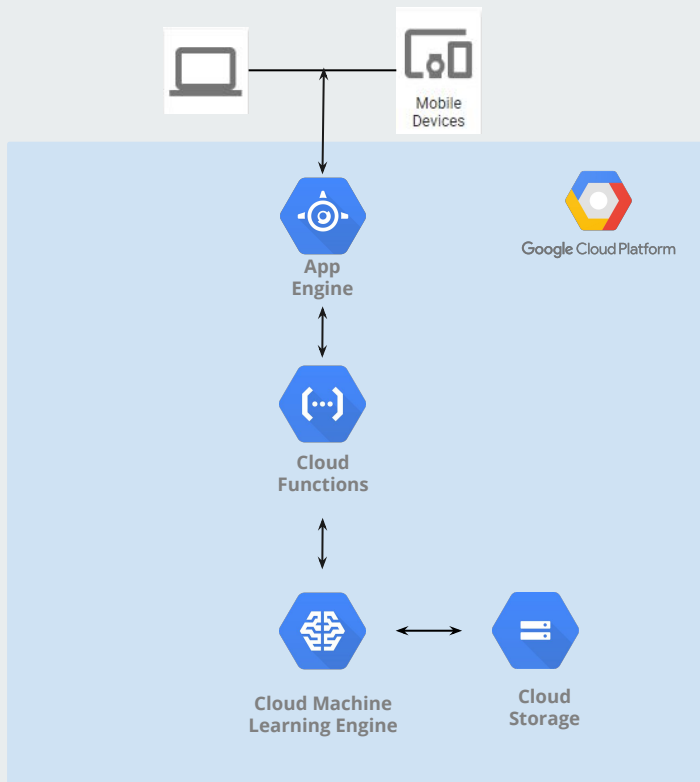 Mobile
Devices
Google Cloud Platform
App
Engine
Cloud
Functions
Cloud Machine
Learning Engine
Cloud
Storage